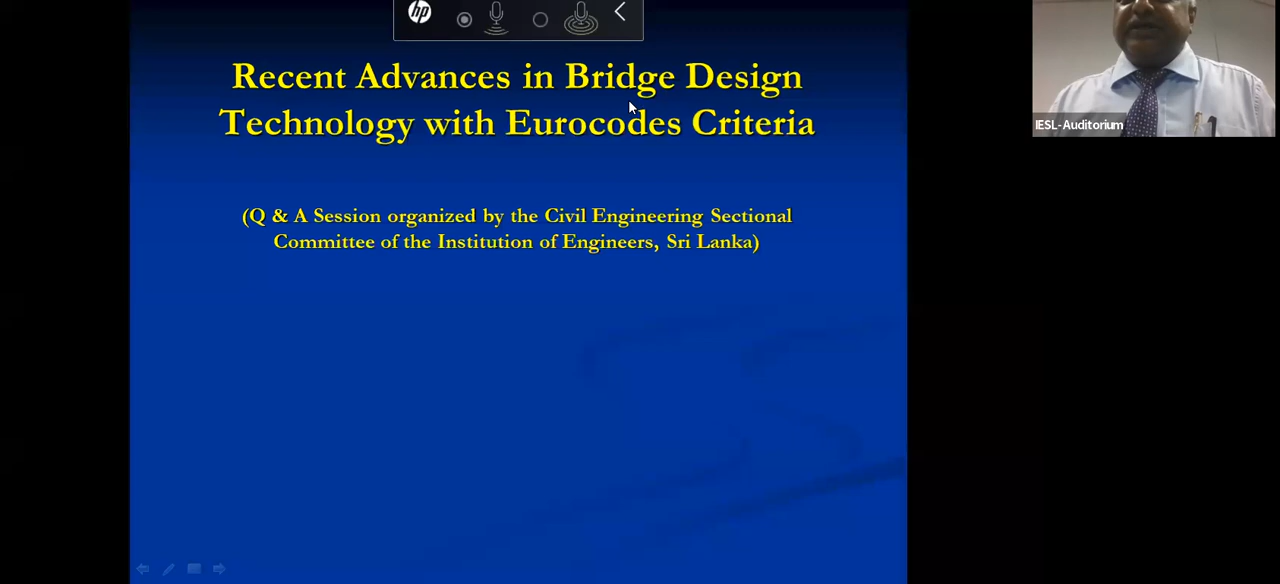 hp
Recent Advances in Bridge Design
Technology with Eurocodes Criteria
(Q & A Session organized by the Civil Engineering Sectional
Committee of the Institution of Engineers, Sri Lanka)
IESL-Auditorium